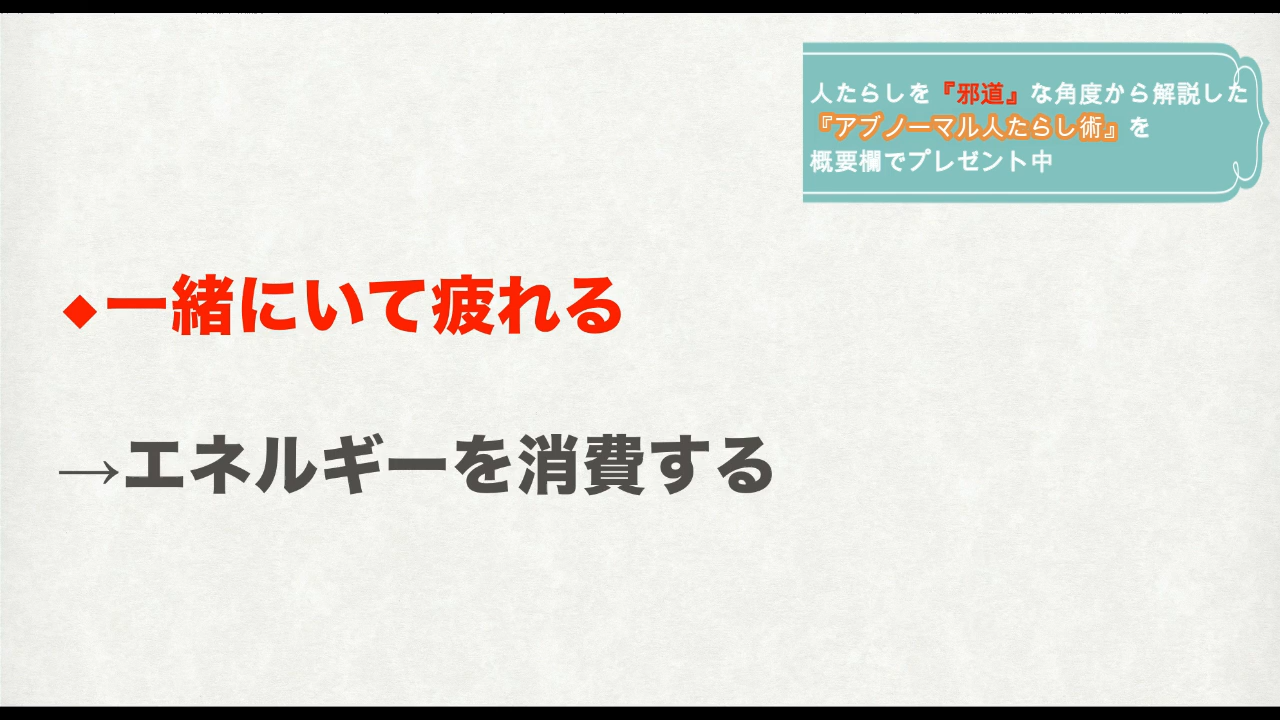 人たらしを『邪道』な角度から解説した
『アブノーマル人たらし術』を
概要欄でプレゼント中
◆一緒にいて疲れる
→エネルギーを消費する